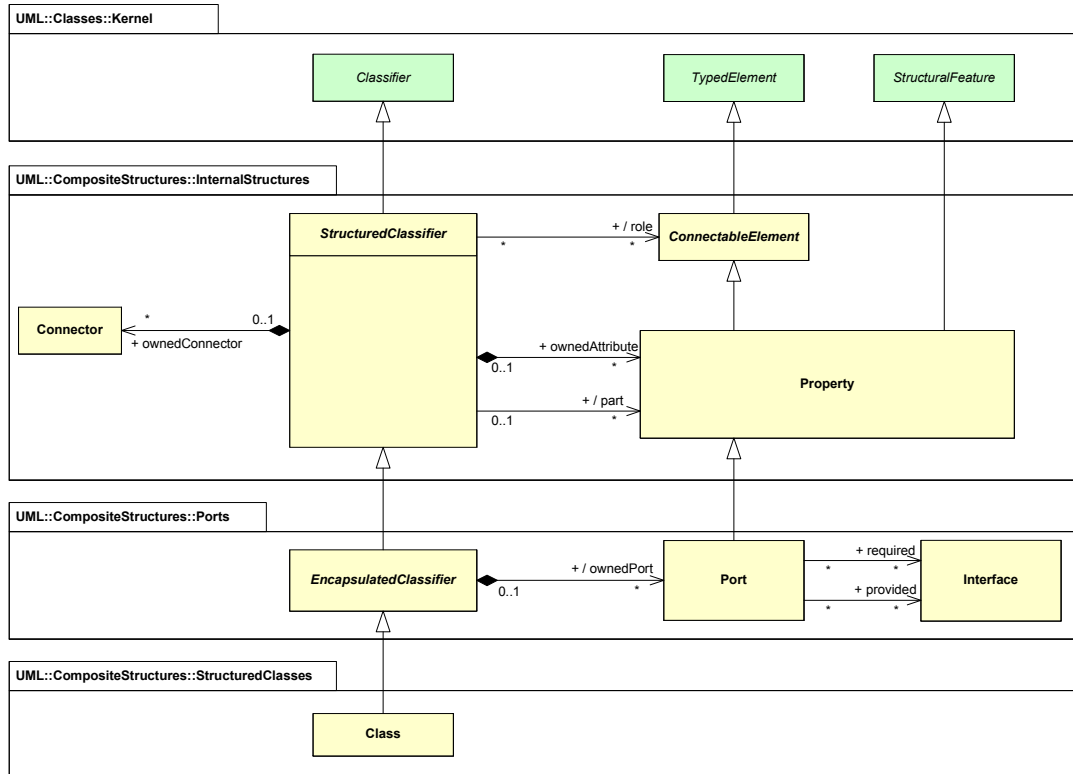 UML::Classes::Kernel
Classifier
TypedElement
StructuralFeature
UML::CompositeStructures::InternalStructures
StructuredClassifier
+ / role
* *
ConnectableElement
Connector
*
0..1
+ ownedConnector
+ ownedAttribute
0..1
*
Property
+ / part
0..1
*
UML::CompositeStructures::Ports
EncapsulatedClassifier
+ / ownedPort
0..1
*
Port
+ required
* *
+ provided
* *
Interface
UML::CompositeStructures::StructuredClasses
Class